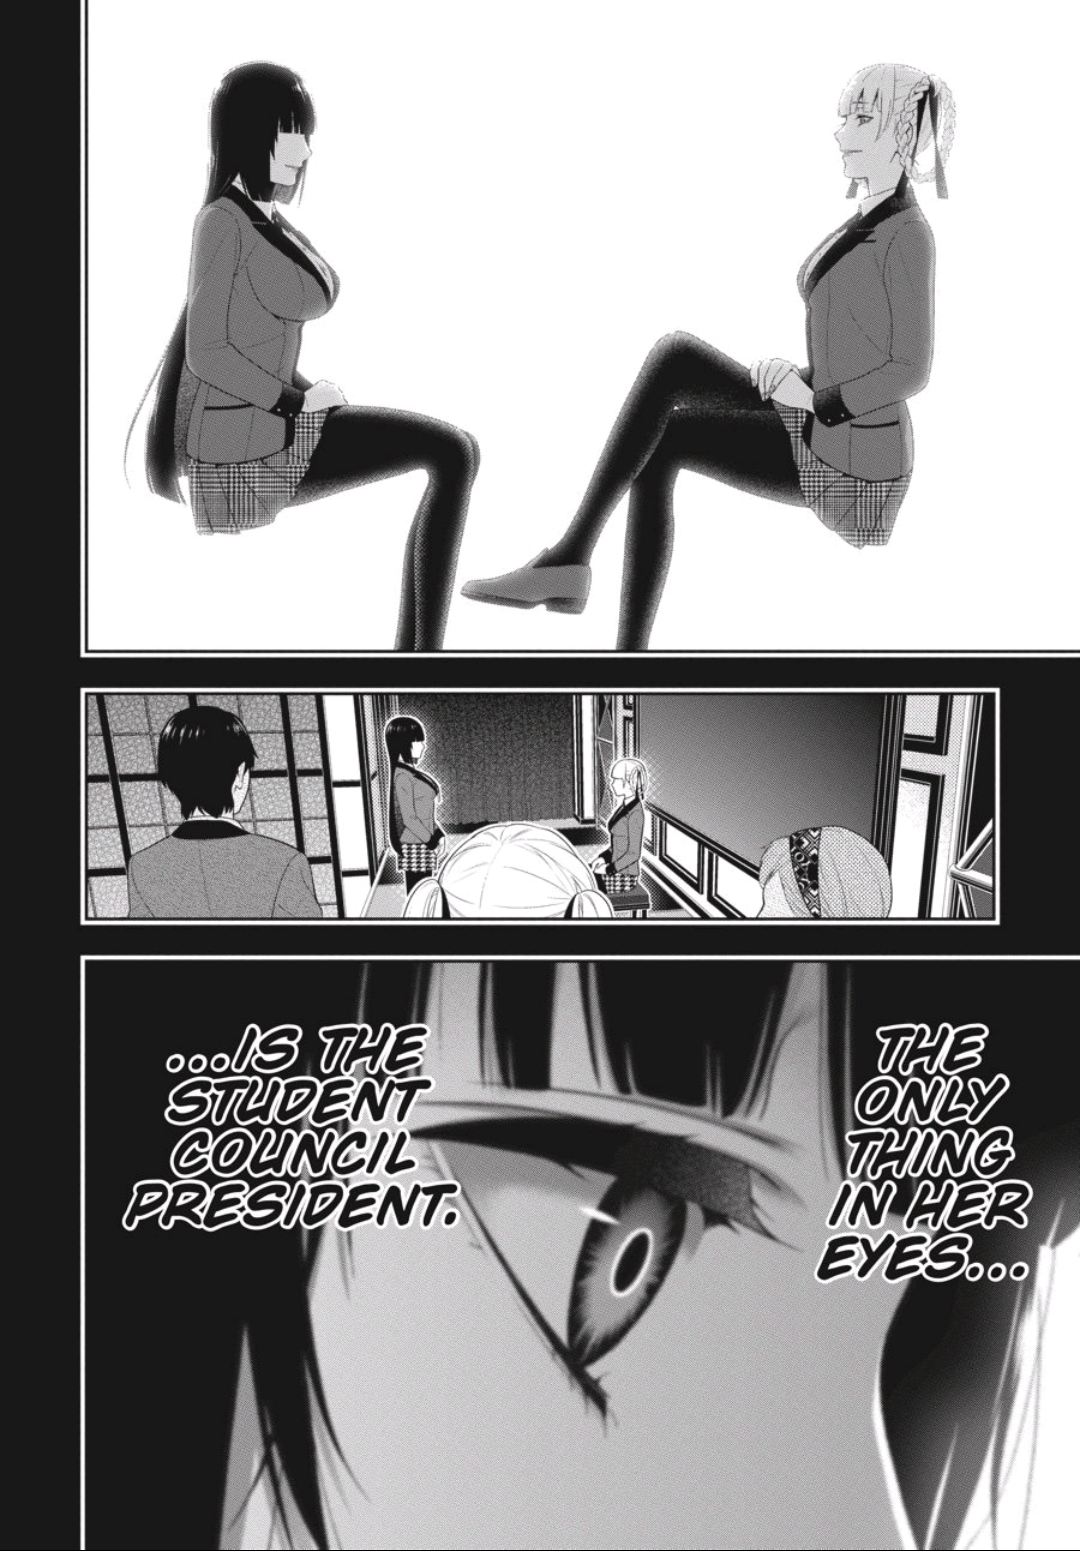 THE
ONLY
THING
IN HER
EYES...
...IS THE
STUDENT
COUNCIL
PRESIDENT.